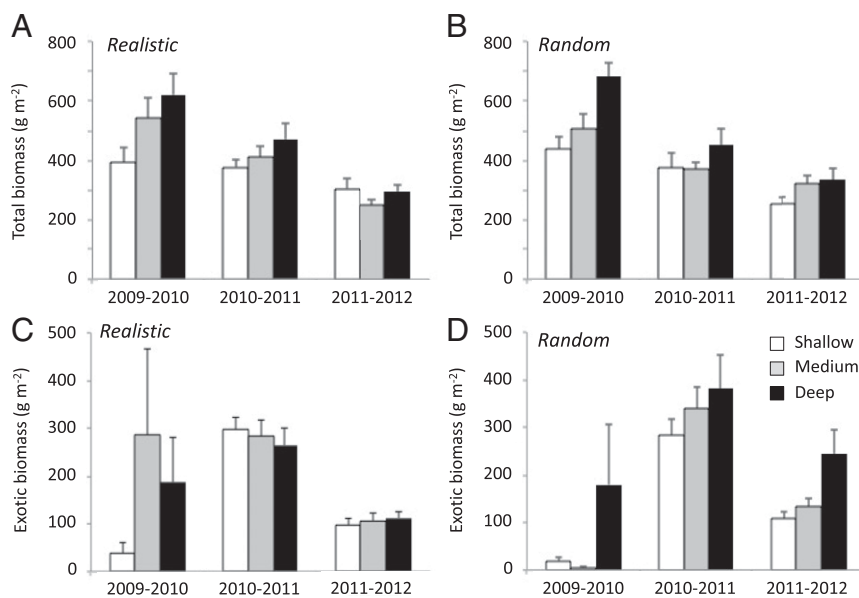 A
Realistic
Total biomass (g m-2)
800
600
400
200
0
2009-2010
2010-2011
2011-2012
B
Random
Total biomass (g m-2)
800
600
400
200
0
2009-2010
2010-2011
2011-2012
C
Realistic
Exotic biomass (g m-2)
500
400
300
200
100
0
2009-2010
2010-2011
2011-2012
D
Random
Exotic biomass (g m-2)
500
400
300
200
100
0
2009-2010
2010-2011
2011-2012
Shallow
Medium
Deep